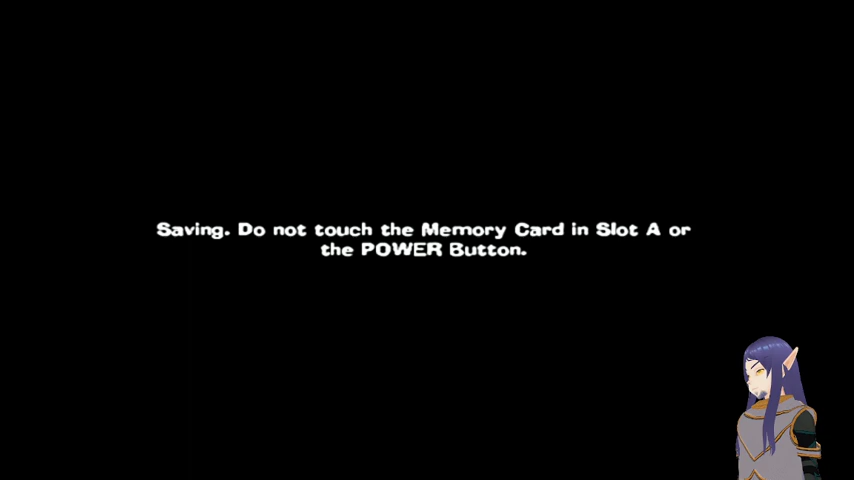 Saving. Do not touch the Memory Card in Slot A or
the POWER Button.